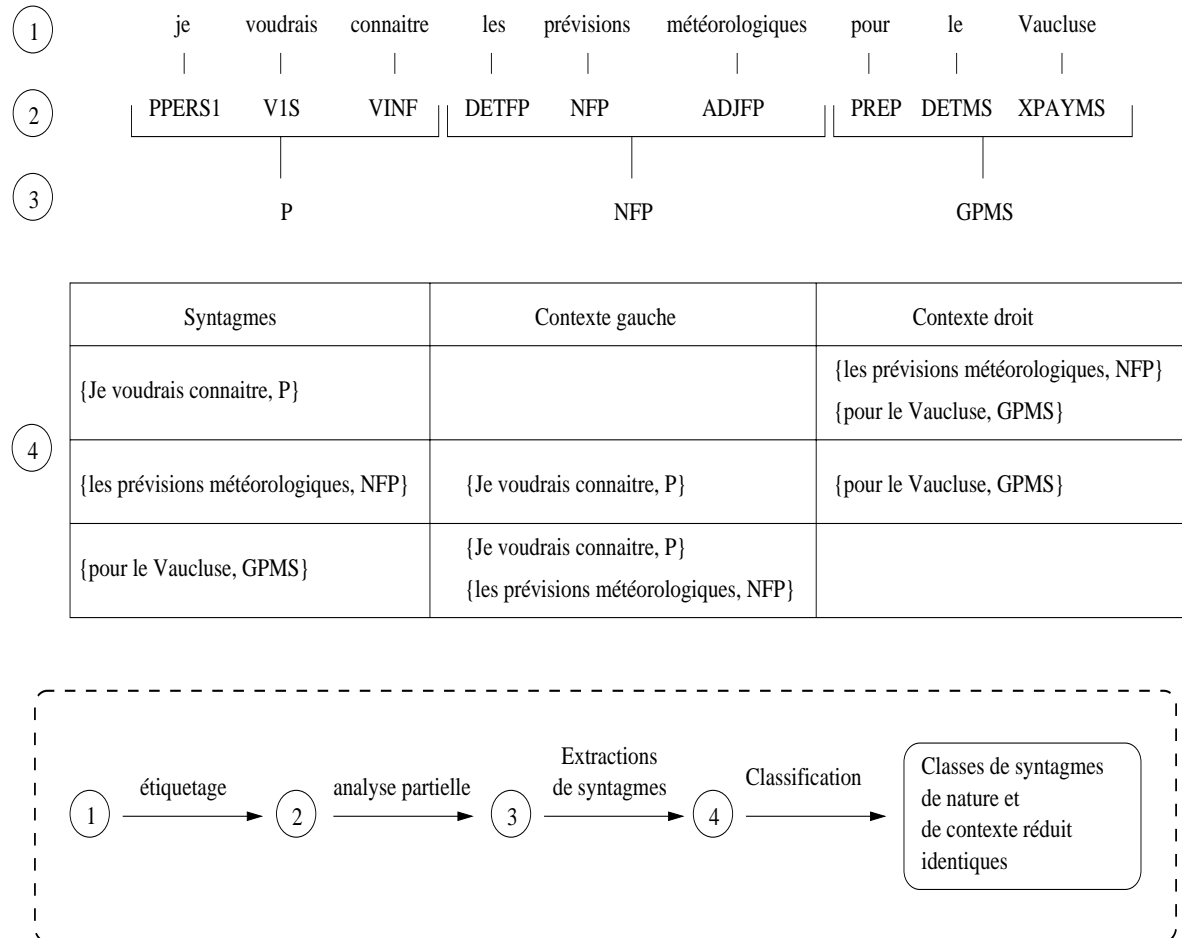 1 je voudrais connaitre les prévisions météorologiques pour le Vaucluse
2 PPERS1 V1S VINF DETFP NFP ADJFP PREP DETMS XPAYMS
3 P NFP GPMS
Syntagmes Contexte gauche Contexte droit
{Je voudrais connaitre, P} {les prévisions météorologiques, NFP}
{pour le Vaucluse, GPMS}
4
{les prévisions météorologiques, NFP} {Je voudrais connaitre, P} {pour le Vaucluse, GPMS}
{pour le Vaucluse, GPMS} {Je voudrais connaitre, P}
{les prévisions météorologiques, NFP}
1 étiquetage 2 analyse partielle 3
Extractions
de syntagmes
4 Classification
Classes de syntagmes
de nature et
de contexte réduit
identiques